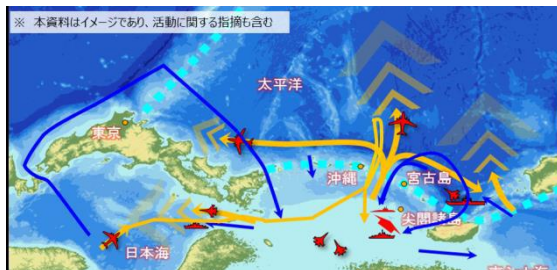 ※ 本資料はイメージであり、活動に関する指摘も含む
太平洋
東京
沖縄
宮古島
尖閣諸島
日本海